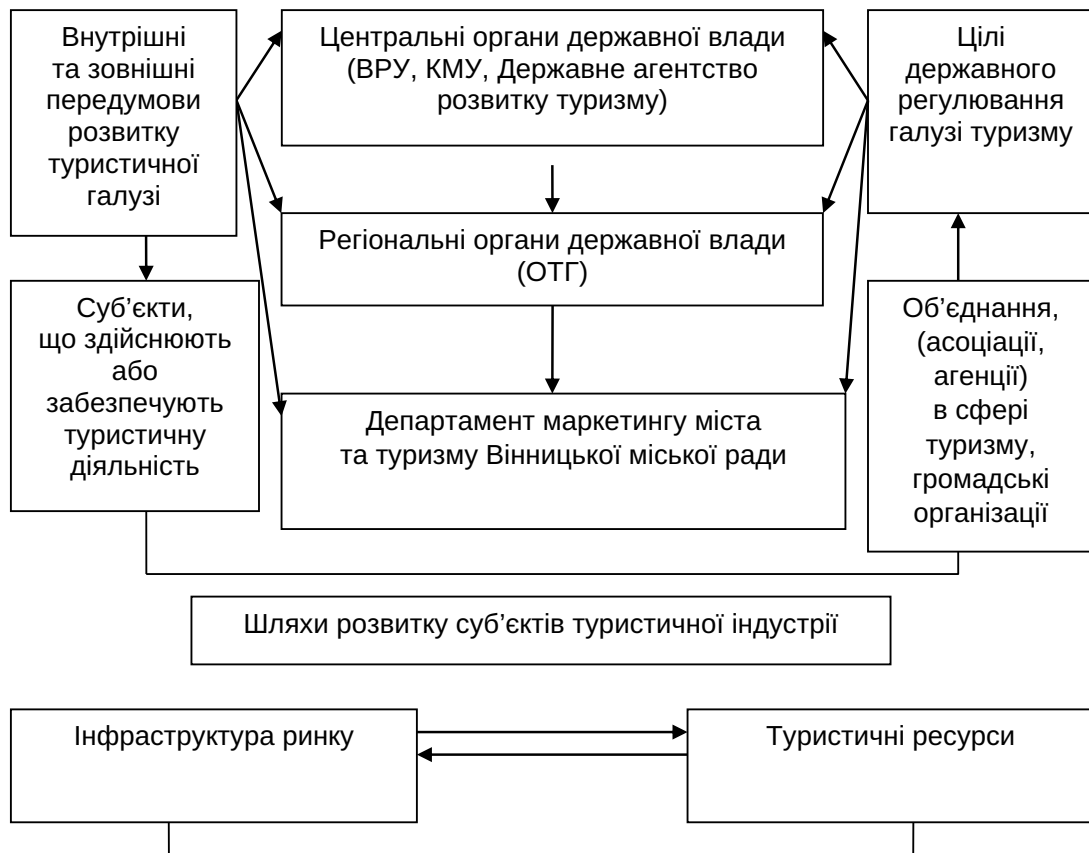 Внутрішні
та зовнішні
передумови
розвитку
туристичної
галузі
Центральні органи державної влади
(ВРУ, КМУ, Державне агентство
розвитку туризму)
Цілі
державного
регулювання
галузі туризму
Регіональні органи державної влади
(ОТГ)
Суб’єкти,
що здійснюють
або
забезпечують
туристичну
діяльність
Департамент маркетингу міста
та туризму Вінницької міської ради
Об’єднання,
(асоціації,
агенції)
в сфері
туризму,
громадські
організації
Шляхи розвитку суб’єктів туристичної індустрії
Інфраструктура ринку
Туристичні ресурси